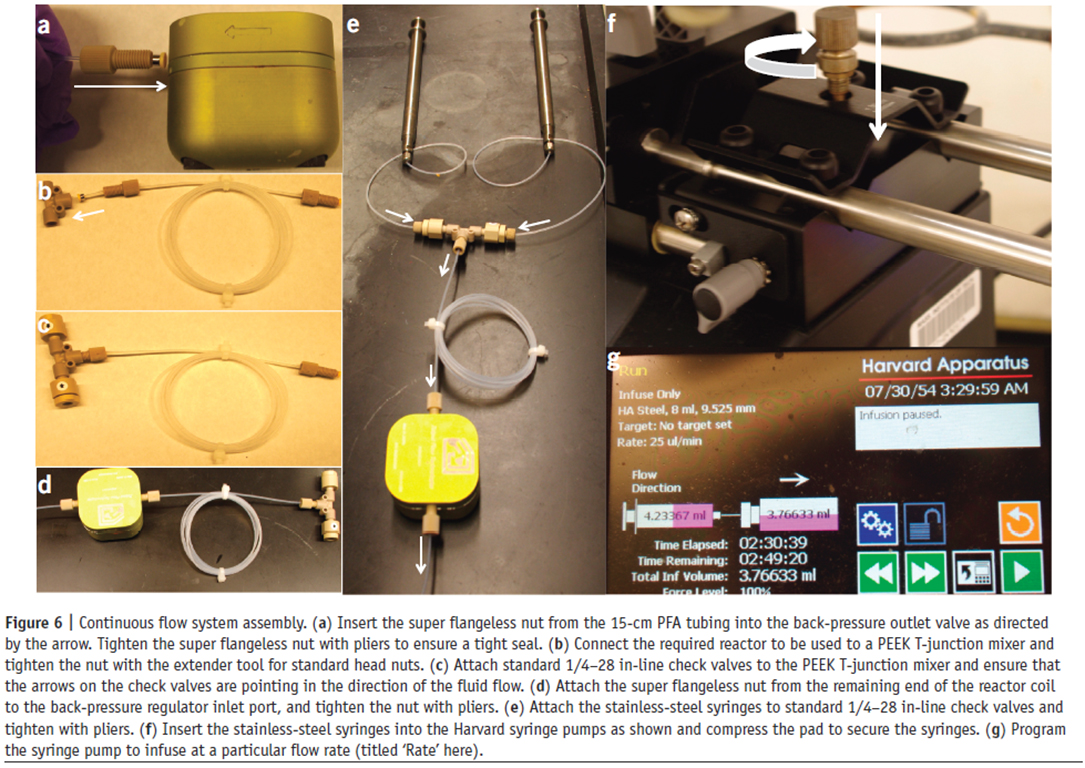 a
b
c
d
e
f
g
Run
Infuse Only
HA Steel, 8 ml, 9.525 mm
Target: No target set
Rate: 25 ul/min
Flow
Direction
4.23367 ml
3.76633 ml
Time Elapsed: 02:30:39
Time Remaining: 02:49:20
Total Inf Volume: 3.76633 ml
Force Level: 100%
Harvard Apparatus
07/30/54 3:29:59 AM
Infusion paused.
Figure 6 | Continuous flow system assembly. (a) Insert the super flangeless nut from the 15-cm PFA tubing into the back-pressure outlet valve as directed
by the arrow. Tighten the super flangeless nut with pliers to ensure a tight seal. (b) Connect the required reactor to be used to a PEEK T-junction mixer and
tighten the nut with the extender tool for standard head nuts. (c) Attach standard 1/4–28 in-line check valves to the PEEK T-junction mixer and ensure that
the arrows on the check valves are pointing in the direction of the fluid flow. (d) Attach the super flangeless nut from the remaining end of the reactor coil
to the back-pressure regulator inlet port, and tighten the nut with pliers. (e) Attach the stainless-steel syringes to standard 1/4–28 in-line check valves and
tighten with pliers. (f) Insert the stainless-steel syringes into the Harvard syringe pumps as shown and compress the pad to secure the syringes. (g) Program
the syringe pump to infuse at a particular flow rate (titled ‘Rate’ here).